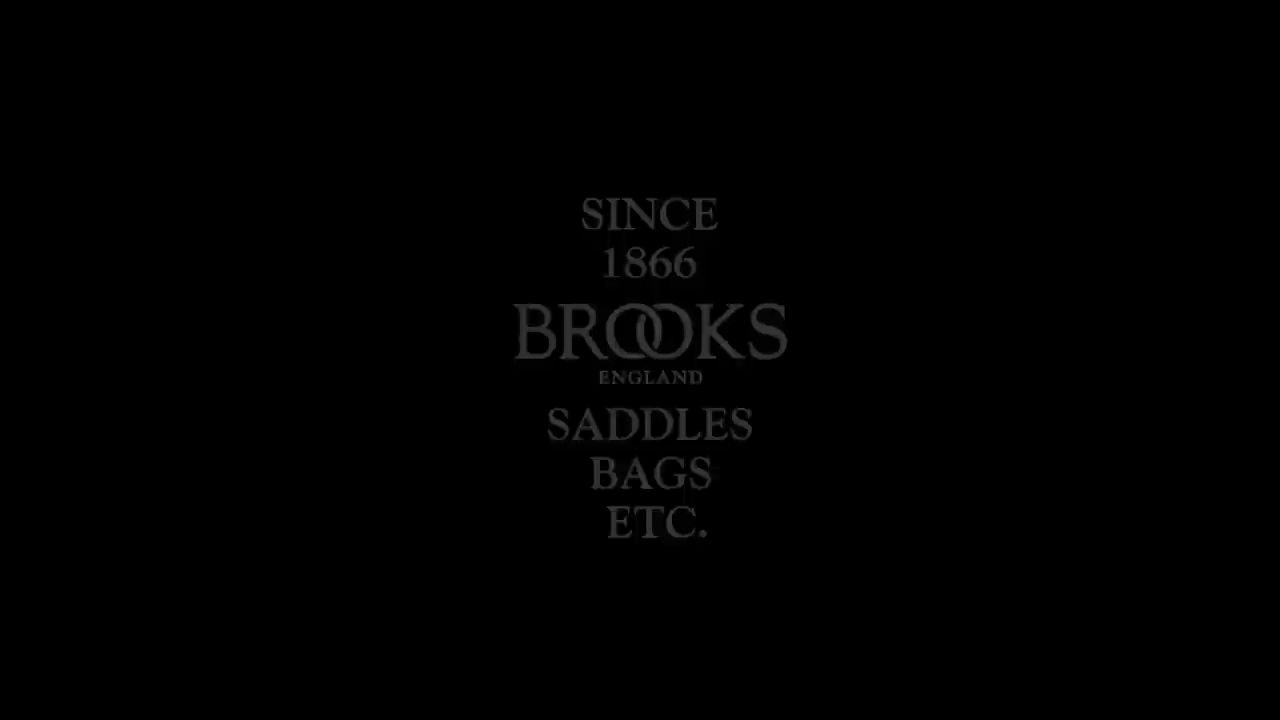 SINCE
1866
BROOKS
ENGLAND
SADDLES
BAGS
ETC.